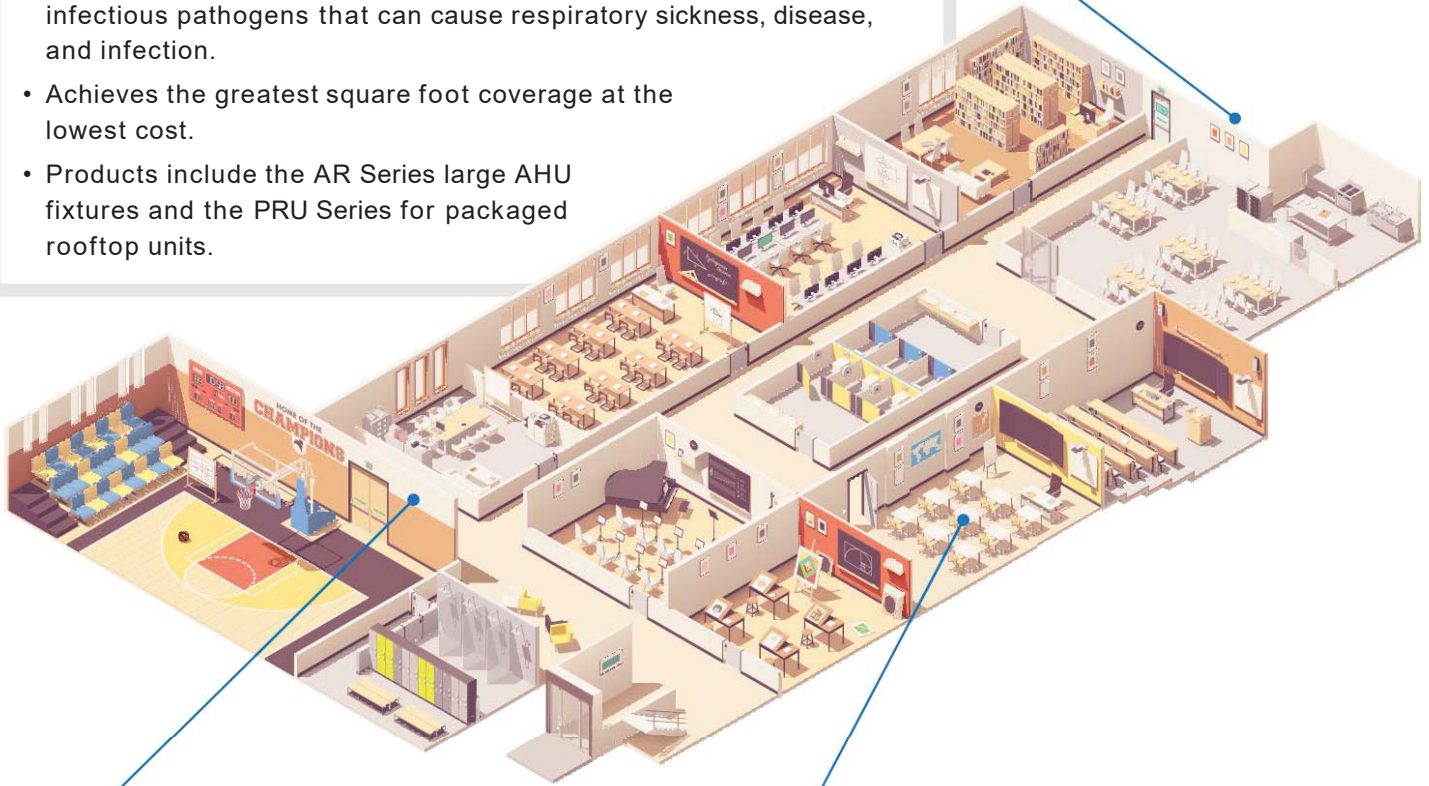 infectious pathogens that can cause respiratory sickness, disease,
and infection.
• Achieves the greatest square foot coverage at the
lowest cost.
• Products include the AR Series large AHU
fixtures and the PRU Series for packaged
rooftop units.
HOME OF THE
CHAMPIONS